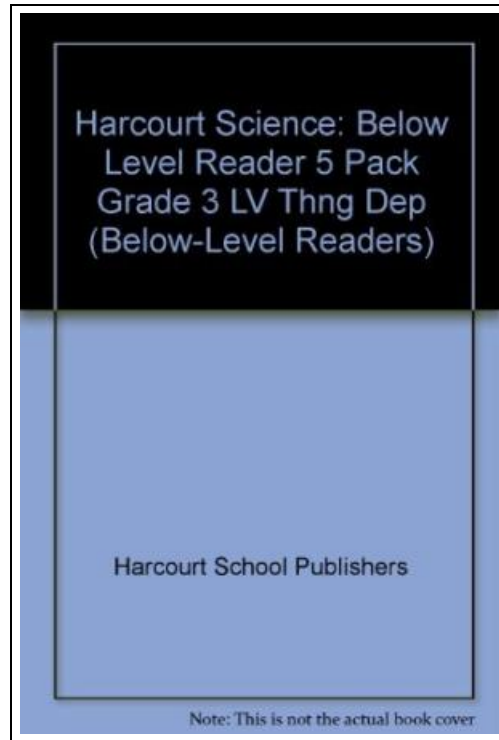 Harcourt Science: Below
Level Reader 5 Pack
Grade 3 LV Thng Dep
(Below-Level Readers)
Harcourt School Publishers
Note: This is not the actual book cover